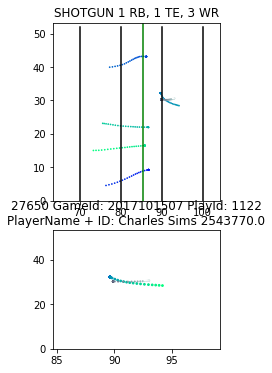 SHOTGUN 1 RB, 1 TE, 3 WR
50
40
30
20
10
0
70 80 90 100
27650 GameId: 2017101507 PlayId: 1122
PlayerName + ID: Charles Sims 2543770.0
40
20
0
85 90 95